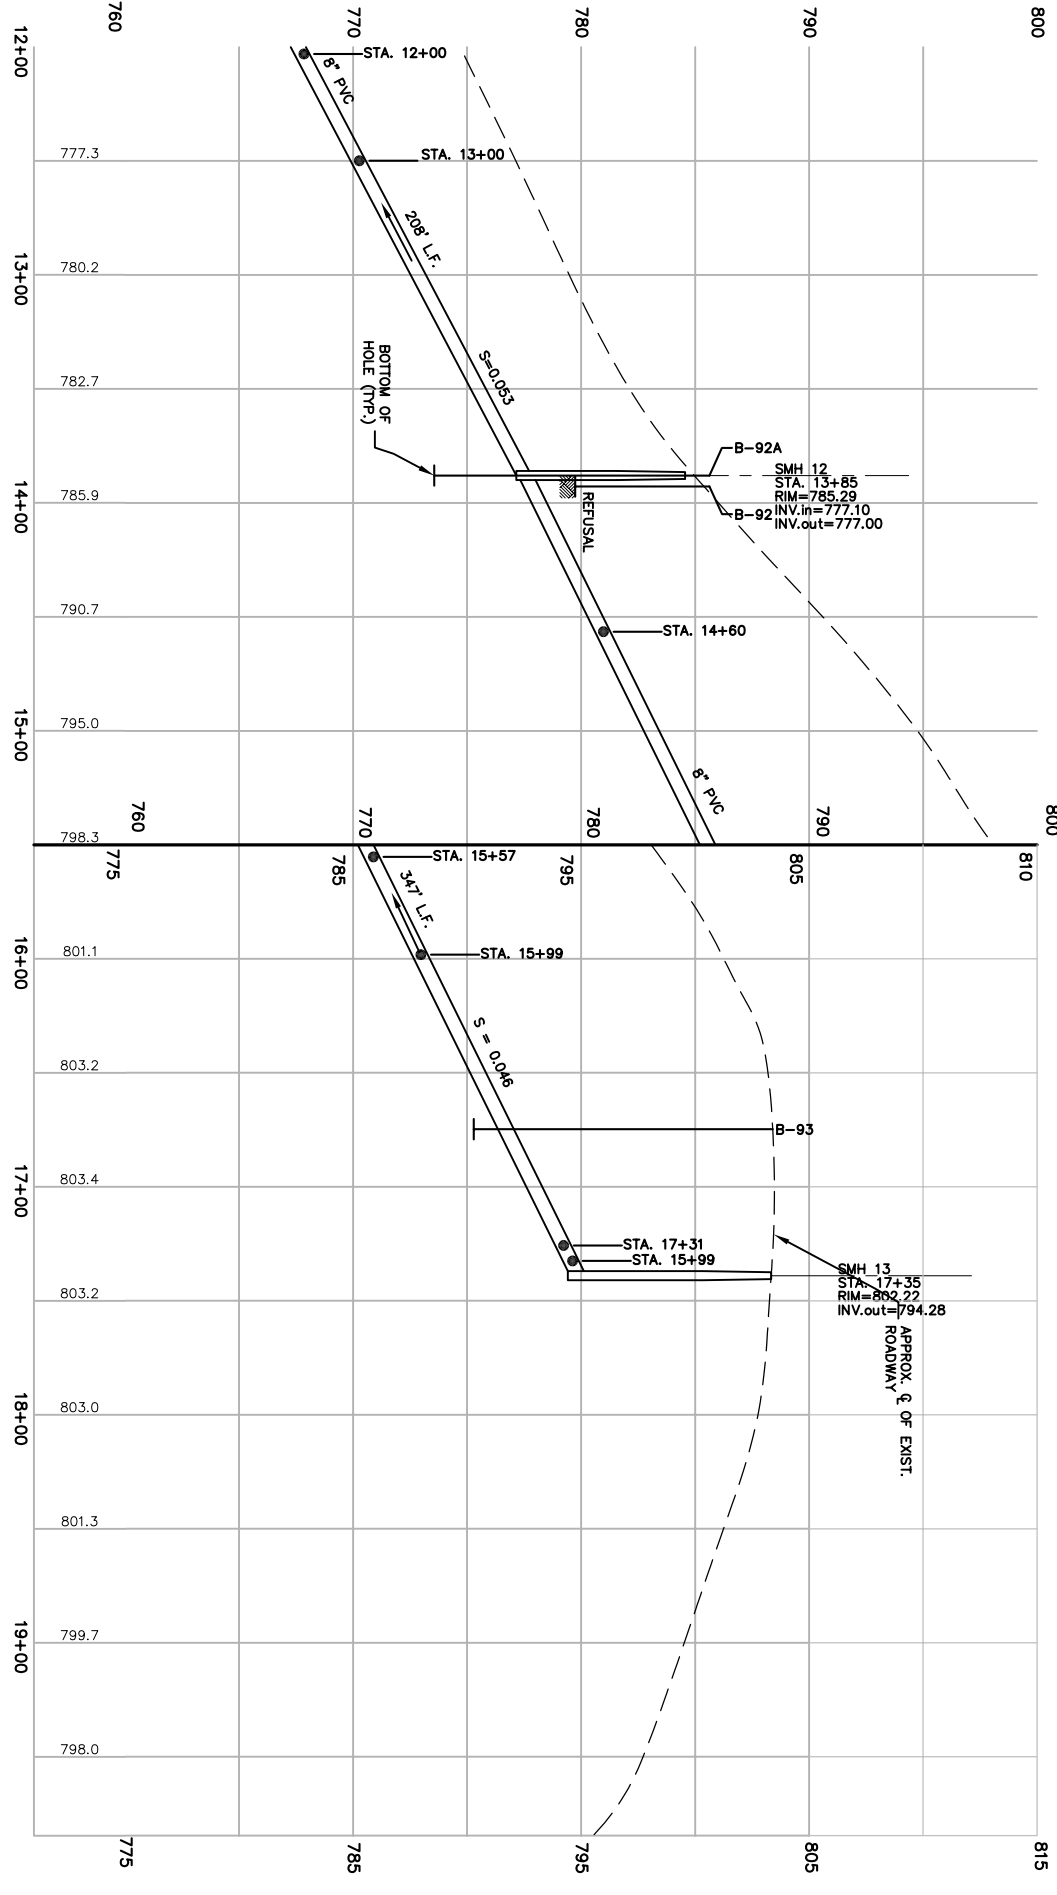 760
770
780
790
800
12+00
STA. 12+00
8" PVC
777.3
STA. 13+00
208' L.F.
13+00
780.2
S=0.053
782.7
BOTTOM OF
HOLE (TYP.)
B-92A
SMH 12
STA. 13+85
RIM=785.29
INV.in=777.10
INV.out=777.00
B-92
REFUSAL
14+00
785.9
790.7
STA. 14+60
15+00
795.0
8" PVC
760
770
780
790
800
798.3
775
785
795
805
810
STA. 15+57
347' L.F.
16+00
801.1
STA. 15+99
S = 0.046
803.2
B-93
17+00
803.4
STA. 17+31
STA. 15+99
SMH 13
STA. 17+35
RIM=802.22
INV.out=794.28
803.2
APPROX. ℄ OF EXIST.
ROADWAY
18+00
803.0
801.3
19+00
799.7
798.0
775
785
795
805
815